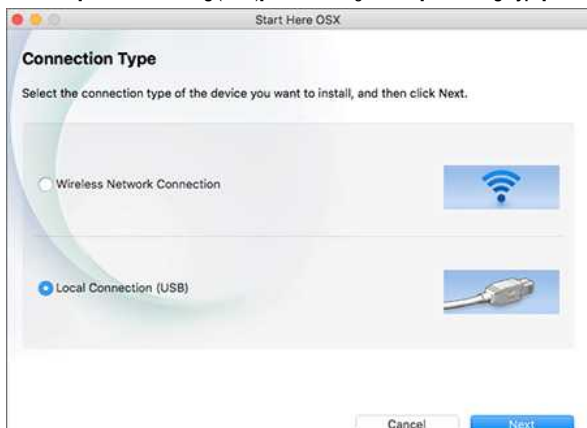 Start Here OSX
Connection Type
Select the connection type of the device you want to install, and then click Next.
Wireless Network Connection
Local Connection (USB)
Cancel Next